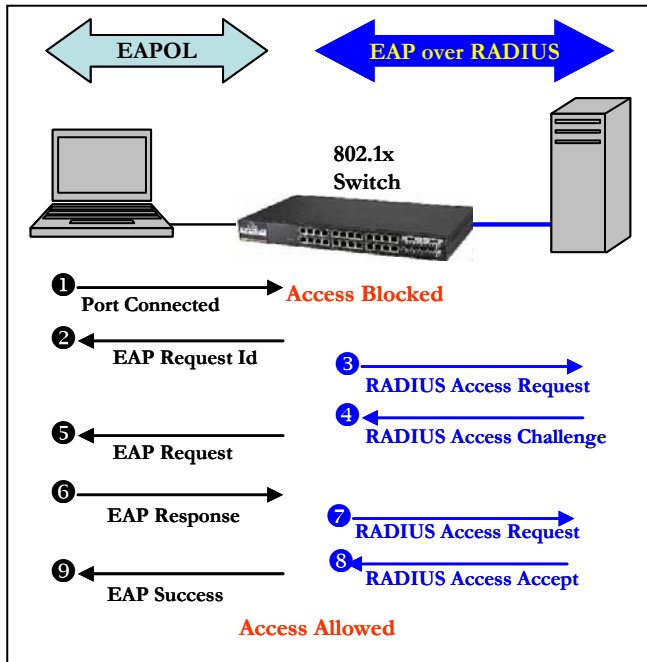 EAPOL
EAP over RADIUS
802.1x
Switch
❶
Port Connected
Access Blocked
❷
EAP Request Id
❸
RADIUS Access Request
❹
RADIUS Access Challenge
❺
EAP Request
❻
EAP Response
❼
RADIUS Access Request
❽
RADIUS Access Accept
❾
EAP Success
Access Allowed